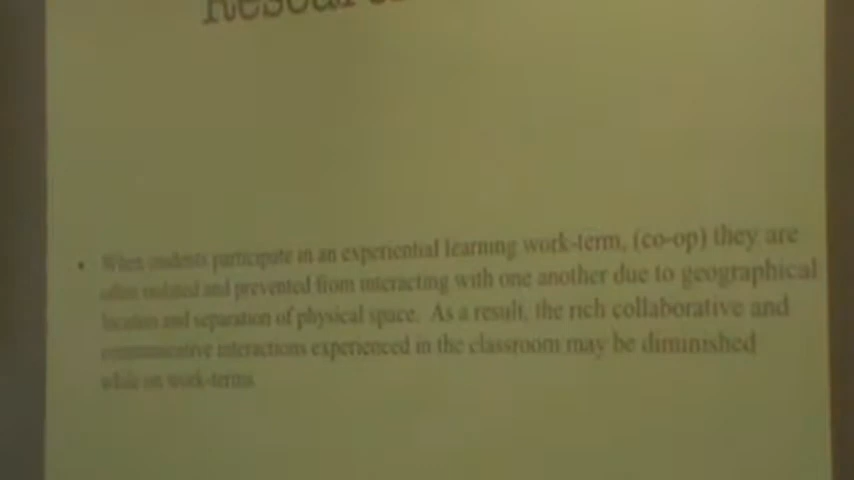 • When students participate in an experiential learning work-term, (co-op) they are
often isolated and prevented from interacting with one another due to geographical
location and separation of physical space. As a result, the rich collaborative and
communicative interactions experienced in the classroom may be diminished
while on work-terms.